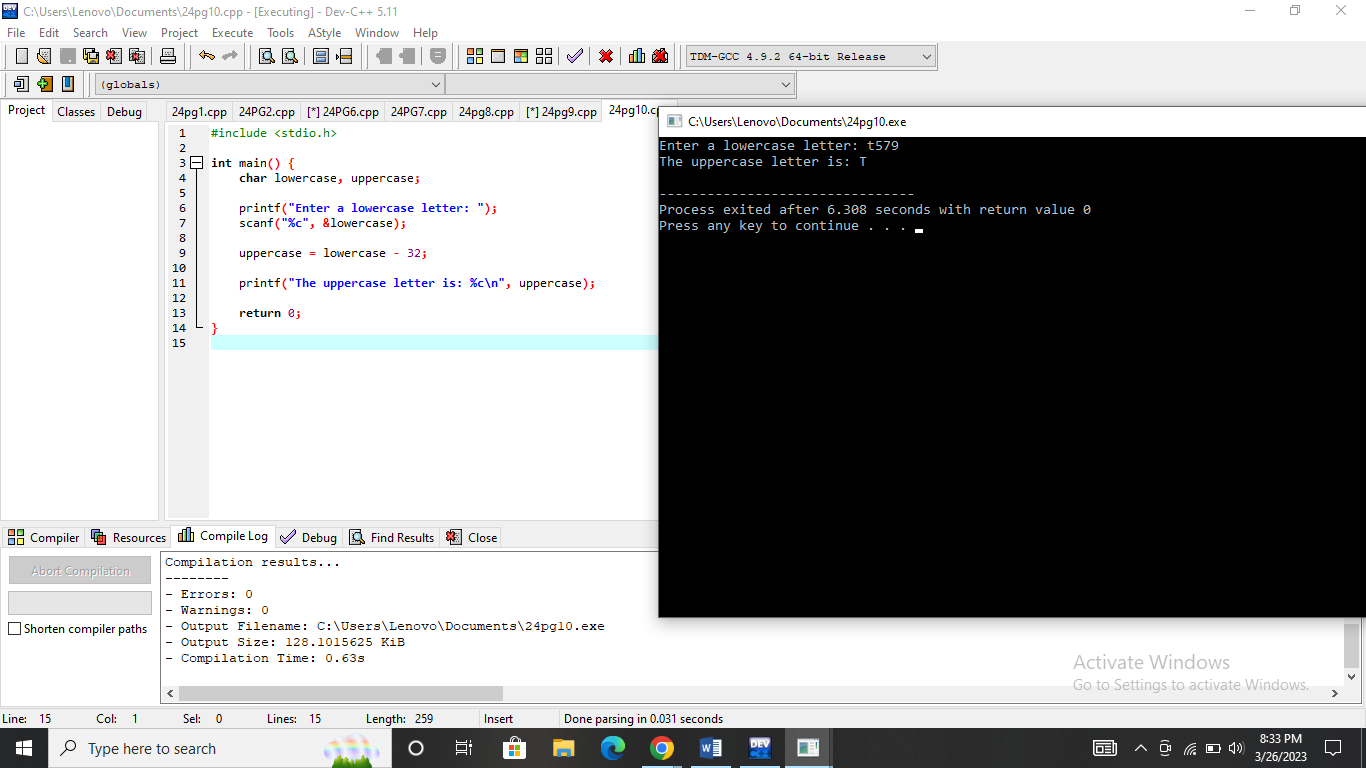 C:\Users\Lenovo\Documents\24pg10.cpp - [Executing] - Dev-C++ 5.11
File Edit Search View Project Execute Tools AStyle Window Help
TDM-GCC 4.9.2 64-bit Release
(globals)
Project Classes Debug
24pg1.cpp 24PG2.cpp [*] 24PG6.cpp 24PG7.cpp 24pg8.cpp [*] 24pg9.cpp 24pg10.cp
1 #include <stdio.h>
2
3 int main() {
4 char lowercase, uppercase;
5
6 printf("Enter a lowercase letter: ");
7 scanf("%c", &lowercase);
8
9 uppercase = lowercase - 32;
10
11 printf("The uppercase letter is: %c\n", uppercase);
12
13 return 0;
14 }
15
C:\Users\Lenovo\Documents\24pg10.exe
Enter a lowercase letter: t579
The uppercase letter is: T
--------------------------------
Process exited after 6.308 seconds with return value 0
Press any key to continue . . .
Compiler Resources Compile Log Debug Find Results Close
Abort Compilation
Shorten compiler paths
Compilation results...
--------
- Errors: 0
- Warnings: 0
- Output Filename: C:\Users\Lenovo\Documents\24pg10.exe
- Output Size: 128.1015625 KiB
- Compilation Time: 0.63s
Activate Windows
Go to Settings to activate Windows.
Line: 15 Col: 1 Sel: 0 Lines: 15 Length: 259 Insert Done parsing in 0.031 seconds
Type here to search
DEV
8:33 PM
3/26/2023